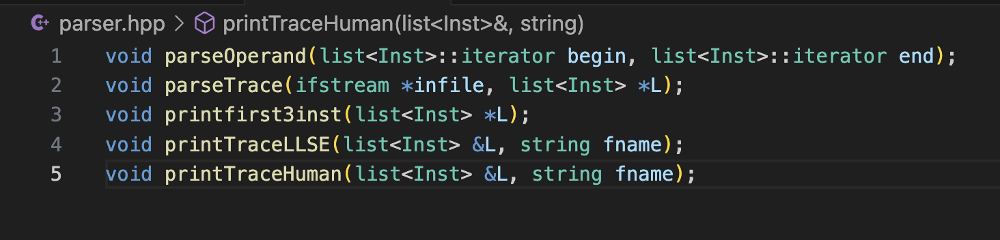 parser.hpp > printTraceHuman(list<Inst>&, string)
1 void parseOperand(list<Inst>::iterator begin, list<Inst>::iterator end);
2 void parseTrace(ifstream *infile, list<Inst> *L);
3 void printfirst3inst(list<Inst> *L);
4 void printTraceLLSE(list<Inst> &L, string fname);
5 void printTraceHuman(list<Inst> &L, string fname);